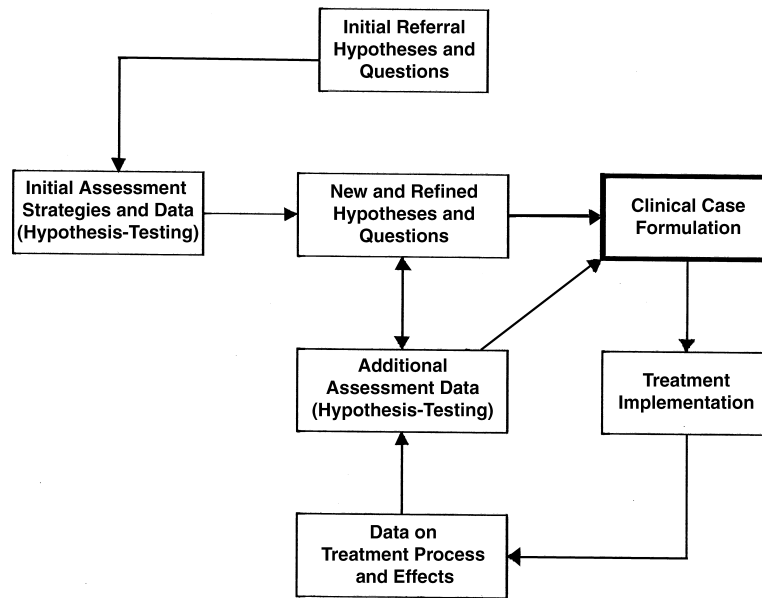 Initial Referral
Hypotheses and
Questions
Initial Assessment
Strategies and Data
(Hypothesis-Testing)
New and Refined
Hypotheses and
Questions
Clinical Case
Formulation
Additional
Assessment Data
(Hypothesis-Testing)
Treatment
Implementation
Data on
Treatment Process
and Effects